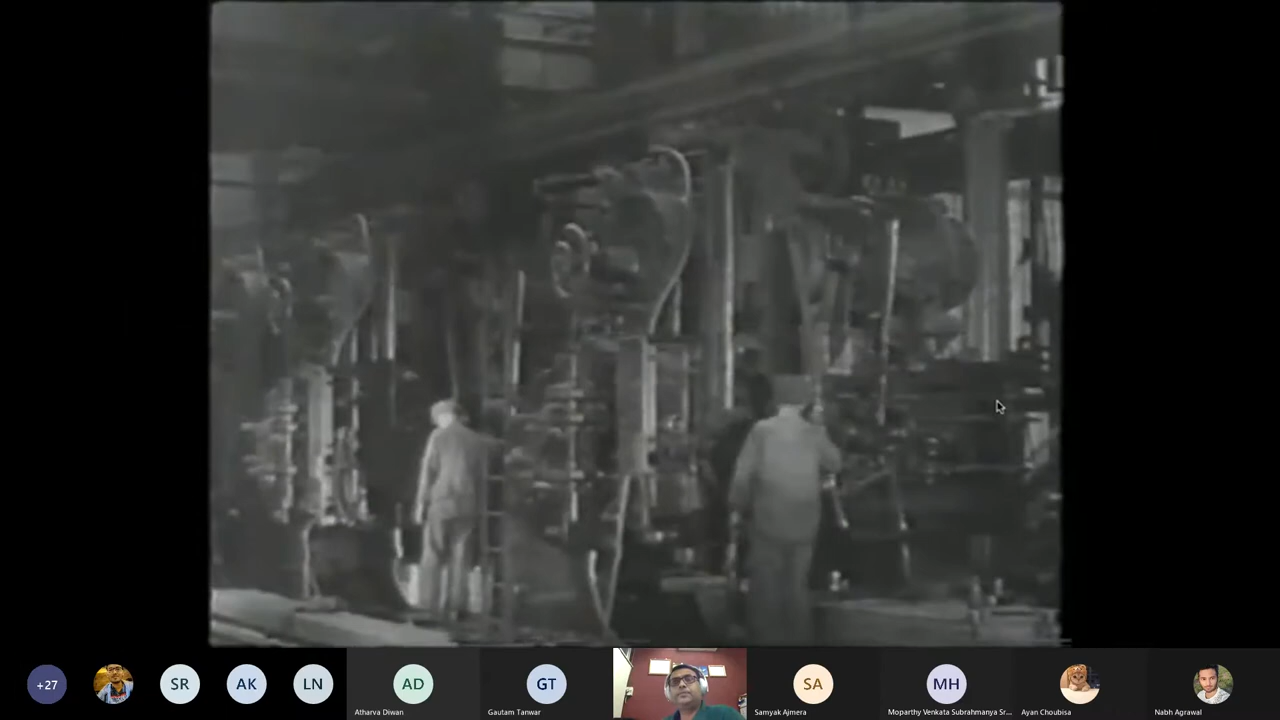 +27
SR
AK
LN
AD
GT
SA
MH
Atharva Diwan
Gautam Tanwar
Samyak Ajmera
Moparthy Venkata Subrahmanya Sr...
Ayan Choubisa
Nabh Agrawal